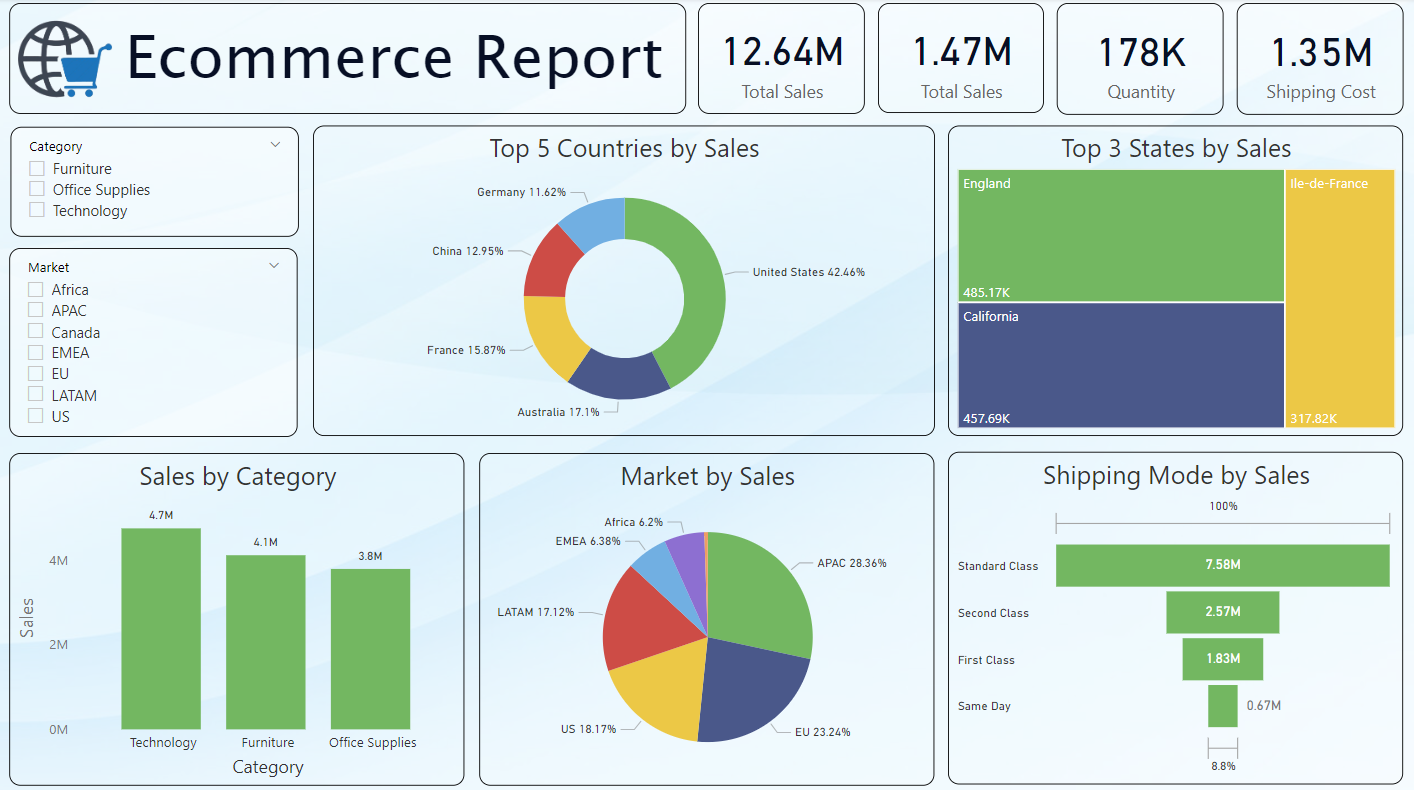 Ecommerce Report
12.64M
Total Sales
1.47M
Total Sales
178K
Quantity
1.35M
Shipping Cost
Category
Furniture
Office Supplies
Technology
Market
Africa
APAC
Canada
EMEA
EU
LATAM
US
Top 5 Countries by Sales
Germany 11.62%
China 12.95%
United States 42.46%
France 15.87%
Australia 17.1%
Top 3 States by Sales
England
485.17K
California
457.69K
Ile-de-France
317.82K
Sales by Category
4.7M
4.1M
3.8M
4M
2M
0M
Sales
Technology
Furniture
Office Supplies
Category
Market by Sales
Africa 6.2%
EMEA 6.38%
APAC 28.36%
LATAM 17.12%
US 18.17%
EU 23.24%
Shipping Mode by Sales
100%
Standard Class
7.58M
Second Class
2.57M
First Class
1.83M
Same Day
0.67M
8.8%